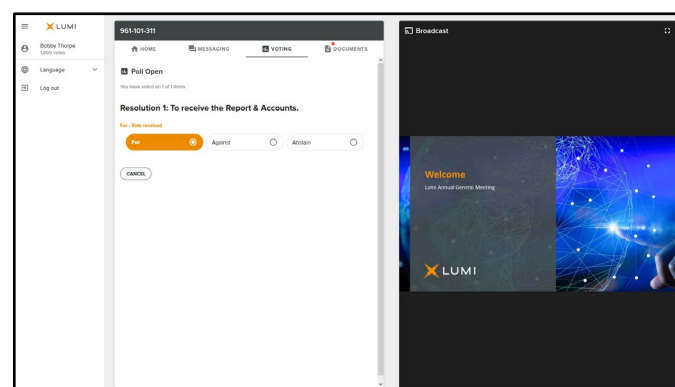 LUMI
Bobby Thorpe
1,000 votes
Language
Log out
961-101-311
HOME
MESSAGING
VOTING
DOCUMENTS
Poll Open
You have voted on 1 of 1 items
Resolution 1: To receive the Report & Accounts.
For - Vote received
For
Against
Abstain
CANCEL
Broadcast
Welcome
Lumi Annual General Meeting
LUMI